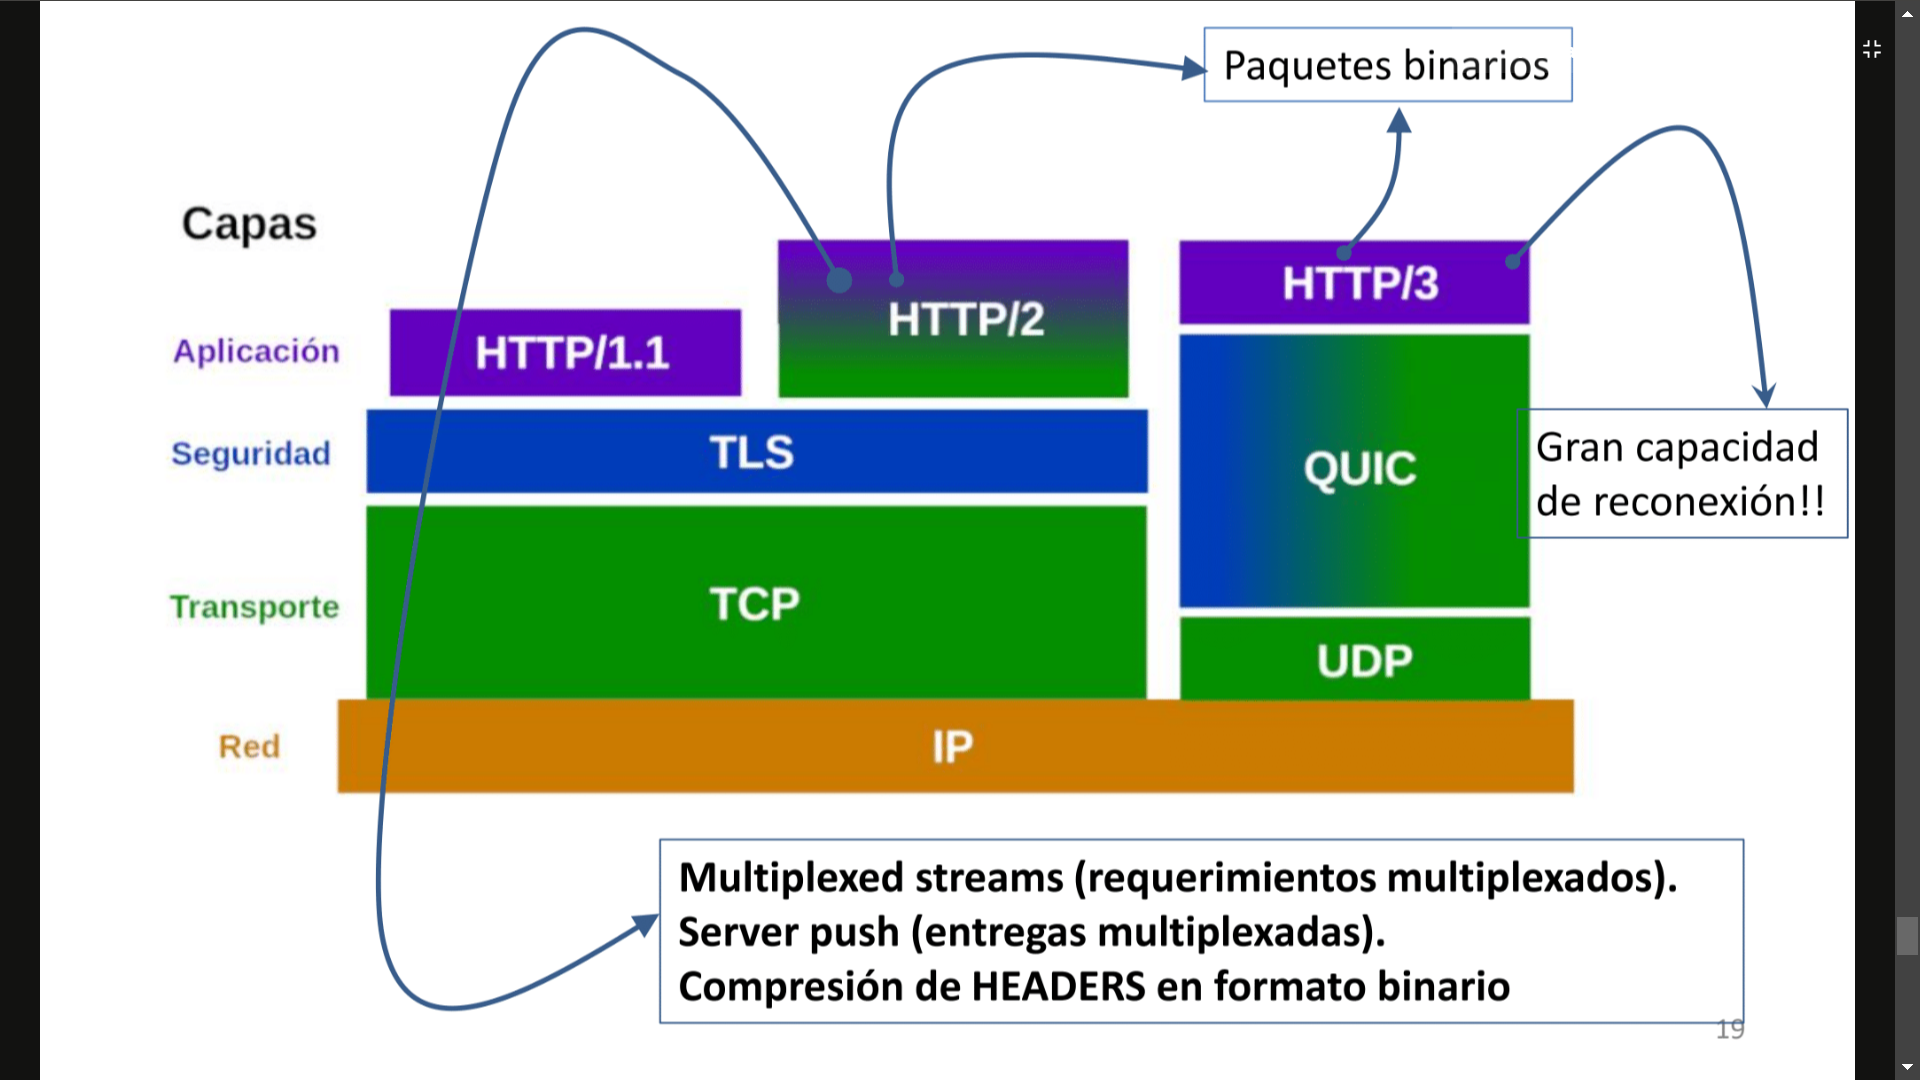 Paquetes binarios
Capas
HTTP/1.1
HTTP/2
HTTP/3
Aplicación
Seguridad
TLS
QUIC
Gran capacidad
de reconexión!!
Transporte
TCP
UDP
Red
IP
Multiplexed streams (requerimientos multiplexados).
Server push (entregas multiplexadas).
Compresión de HEADERS en formato binario
19